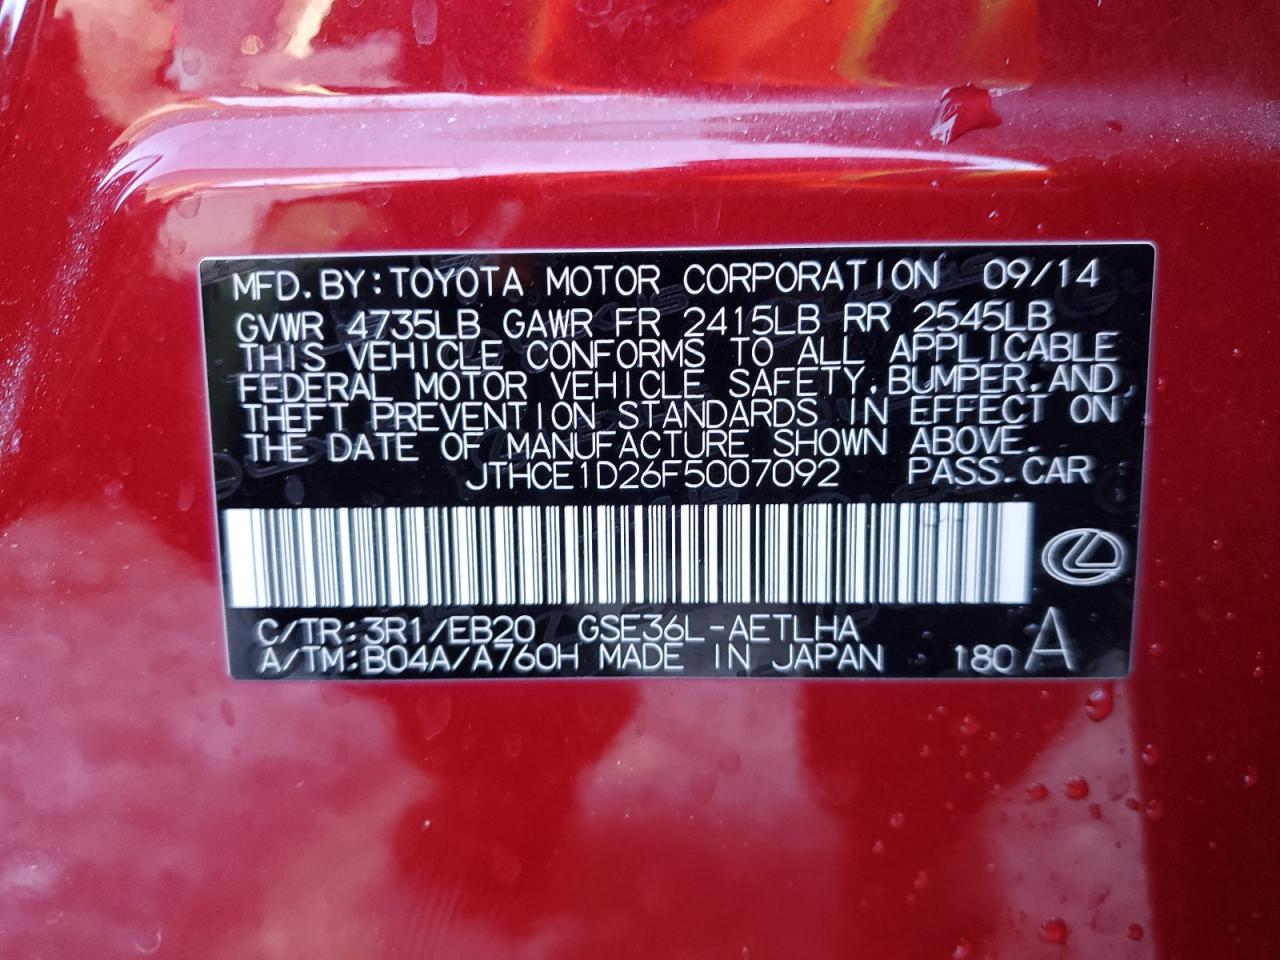 MFD. BY: TOYOTA MOTOR CORPORATION 09/14
GVWR 4735LB GAWR FR 2415LB RR 2545LB
THIS VEHICLE CONFORMS TO ALL APPLICABLE
FEDERAL MOTOR VEHICLE SAFETY, BUMPER, AND
THEFT PREVENTION STANDARDS IN EFFECT ON
THE DATE OF MANUFACTURE SHOWN ABOVE.
JTHCE1D26F5007092 PASS. CAR
C/TR: 3R1/EB20 GSE36L-AETLHA
A/TM: B04A/A760H MADE IN JAPAN 180 A